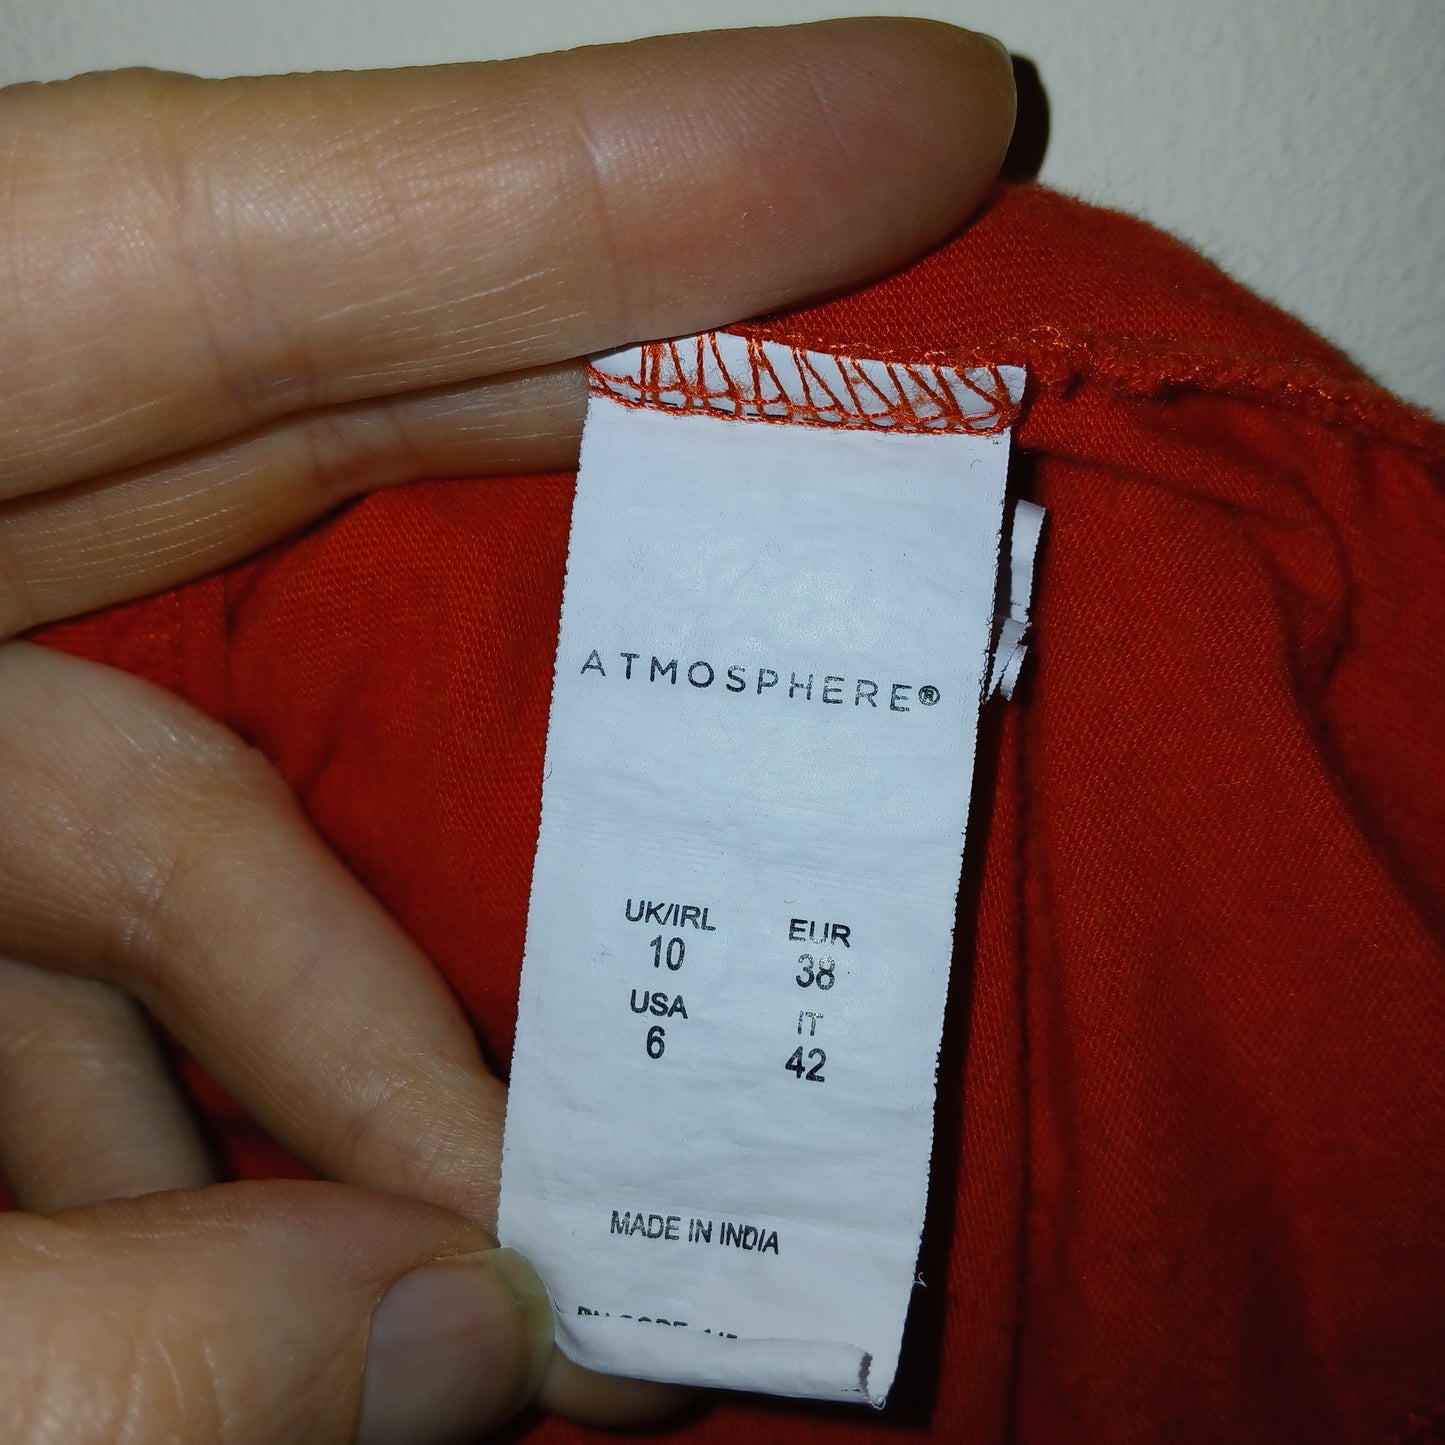 ATMOSPHERE®
UK/IRL EUR
10 38
USA IT
6 42
MADE IN INDIA